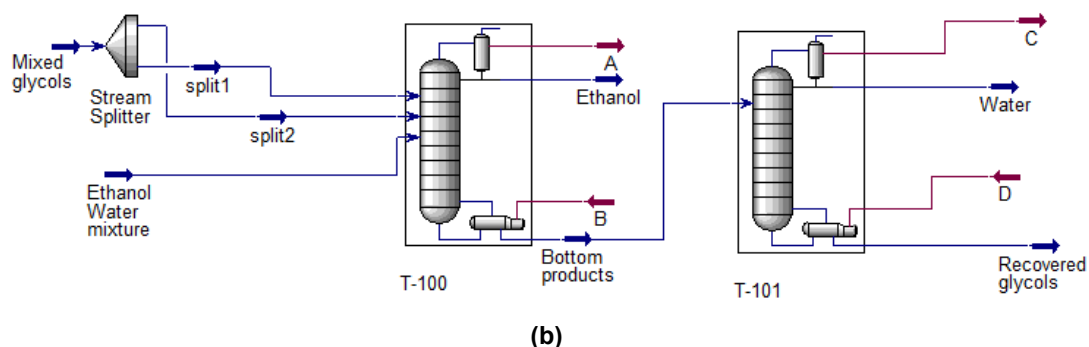 Mixed
glycols
Stream
Splitter
split1
split2
Ethanol
Water
mixture
A
Ethanol
B
Bottom
products
T-100
C
Water
D
Recovered
glycols
T-101
(b)